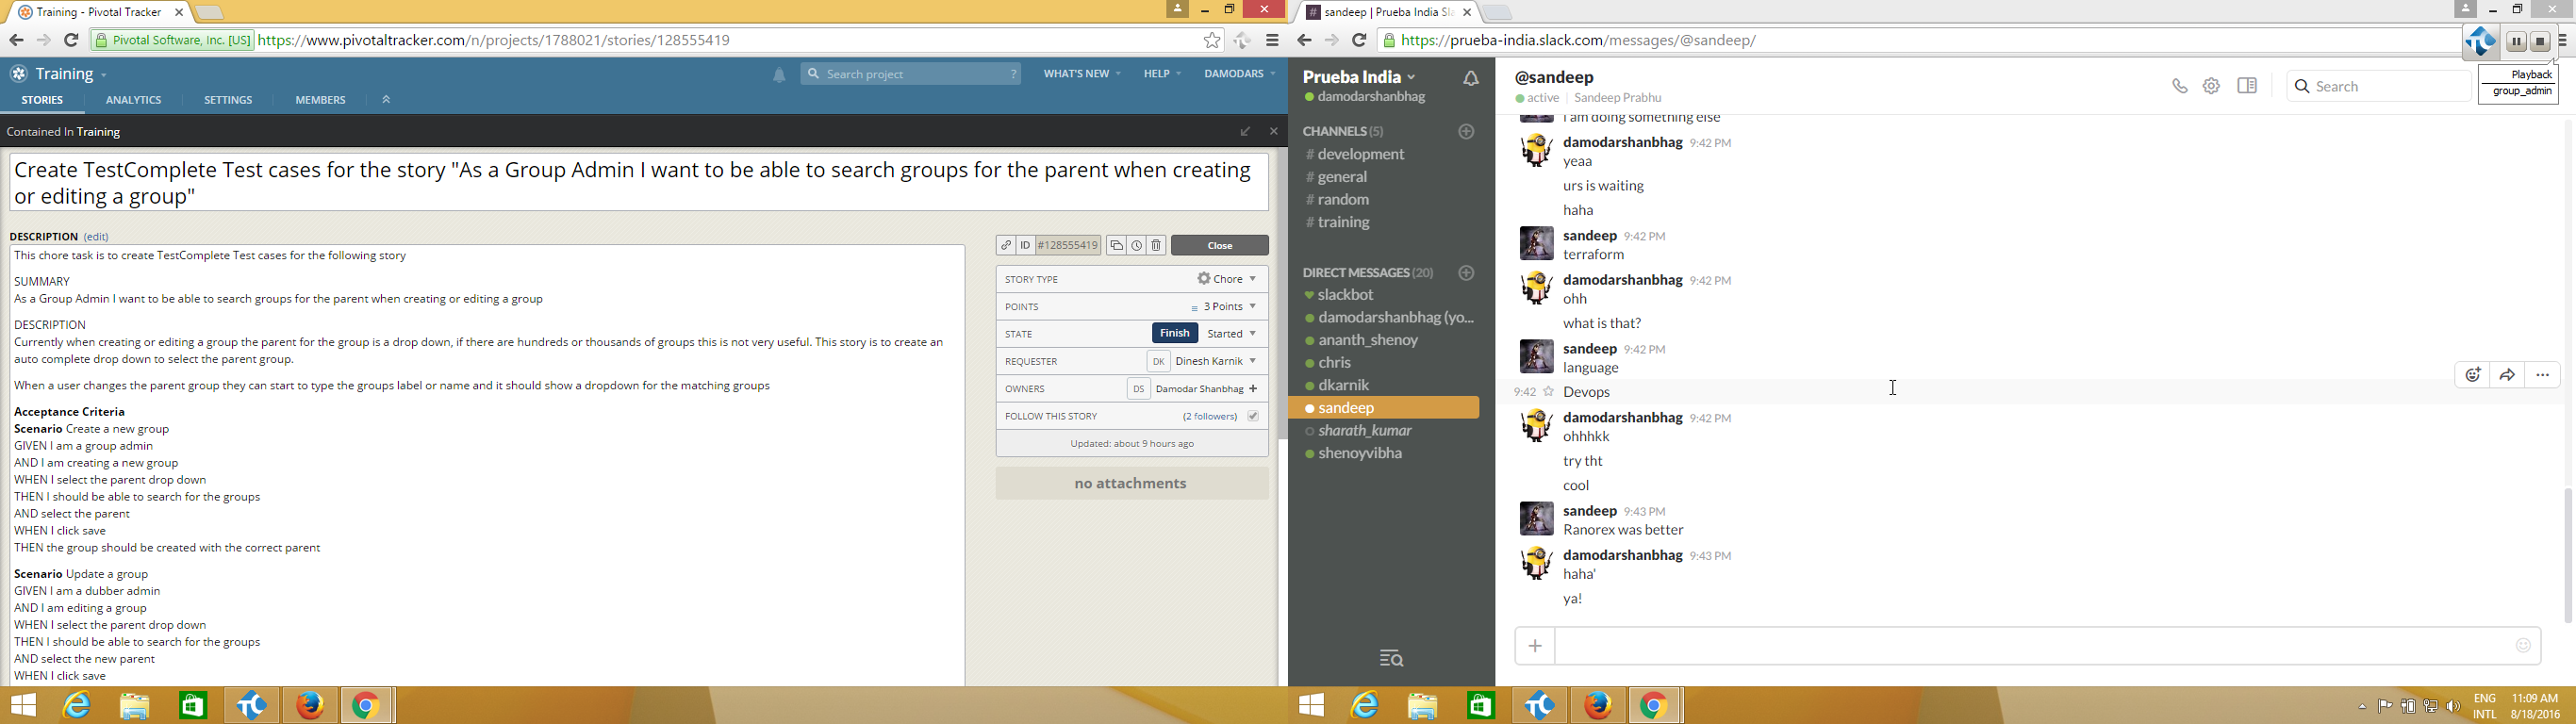 Training - Pivotal Tracker
Pivotal Software, Inc. [US]
https://www.pivotaltracker.com/n/projects/1788021/stories/128555419
Training
Search project
?
WHAT'S NEW
HELP
DAMODARS
STORIES
ANALYTICS
SETTINGS
MEMBERS
Contained In Training
Create TestComplete Test cases for the story "As a Group Admin I want to be able to search groups for the parent when creating
or editing a group"
DESCRIPTION (edit)
This chore task is to create TestComplete Test cases for the following story
SUMMARY
As a Group Admin I want to be able to search groups for the parent when creating or editing a group
DESCRIPTION
Currently when creating or editing a group the parent for the group is a drop down, if there are hundreds or thousands of groups this is not very useful. This story is to create an
auto complete drop down to select the parent group.
When a user changes the parent group they can start to type the groups label or name and it should show a dropdown for the matching groups
Acceptance Criteria
Scenario Create a new group
GIVEN I am a group admin
AND I am creating a new group
WHEN I select the parent drop down
THEN I should be able to search for the groups
AND select the parent
WHEN I click save
THEN the group should be created with the correct parent
Scenario Update a group
GIVEN I am a dubber admin
AND I am editing a group
WHEN I select the parent drop down
THEN I should be able to search for the groups
AND select the new parent
WHEN I click save
ID
#128555419
Close
STORY TYPE
Chore
POINTS
3 Points
STATE
Finish
Started
REQUESTER
DK
Dinesh Karnik
OWNERS
DS
Damodar Shanbhag
FOLLOW THIS STORY
(2 followers)
Updated: about 9 hours ago
no attachments
sandeep | Prueba India Sl
https://prueba-india.slack.com/messages/@sandeep/
Playback
group_admin
Prueba India
damodarshanbhag
CHANNELS (5)
# development
# general
# random
# training
DIRECT MESSAGES (20)
slackbot
damodarshanbhag (yo...
ananth_shenoy
chris
dkarnik
sandeep
sharath_kumar
shenoyvibha
@sandeep
active
Sandeep Prabhu
Search
I am doing something else
damodarshanbhag 9:42 PM
yeaa
urs is waiting
haha
sandeep 9:42 PM
terraform
damodarshanbhag 9:42 PM
ohh
what is that?
sandeep 9:42 PM
language
9:42 Devops
damodarshanbhag 9:42 PM
ohhhkk
try tht
cool
sandeep 9:43 PM
Ranorex was better
damodarshanbhag 9:43 PM
haha'
ya!
ENG
INTL
11:09 AM
8/18/2016